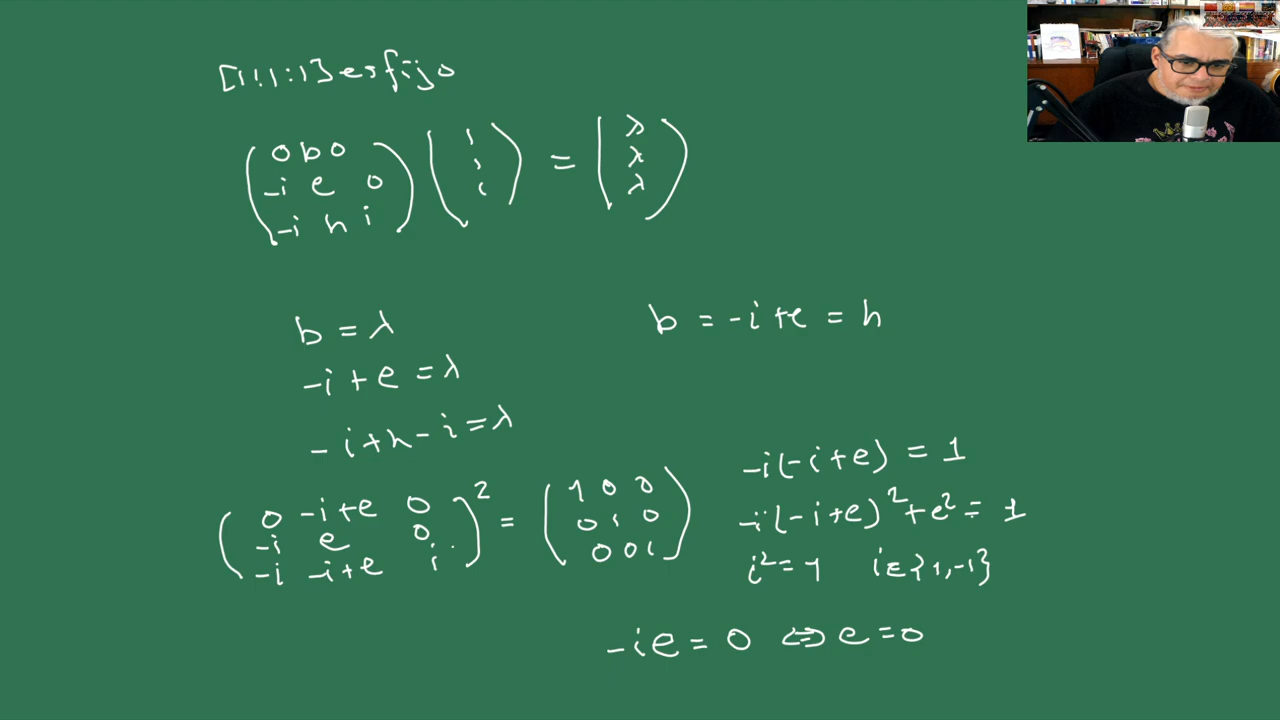 [1:1:1] es fijo
( 0 b 0 ) ( 1 ) = ( λ )
( -i e 0 ) ( 1 ) ( λ )
( -i h i ) ( 1 ) ( λ )
b = λ
-i + e = λ
-i + h - i = λ
b = -i + e = h
( 0 -i+e 0 )² = ( 1 0 0 )
( -i e 0 ) ( 0 1 0 )
( -i -i+e i ) ( 0 0 1 )
-i(-i+e) = 1
-i(-i+e)² + e² = 1
i² = 1 i ∈ {1,-1}
-ie = 0 ⇔ e = 0